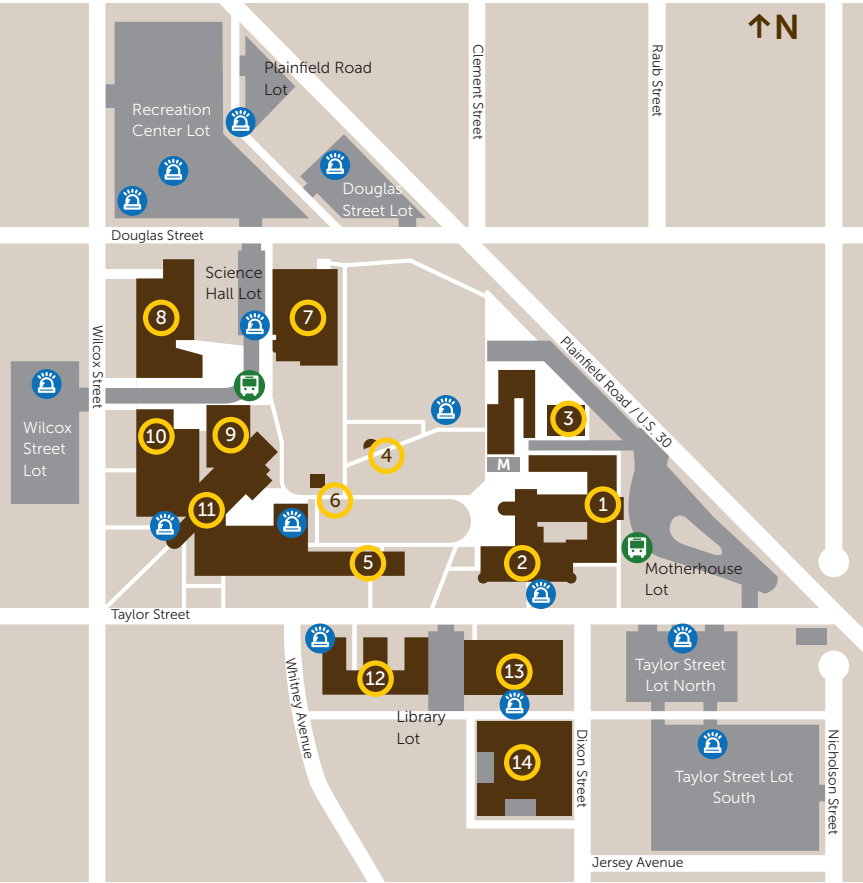 N
Plainfield Road
Lot
Clement Street
Raub Street
Recreation
Center Lot
Douglas
Street Lot
Douglas Street
Science
Hall Lot
8
7
Wilcox Street
Plainfield Road / U.S. 30
Wilcox
Street
Lot
10
9
3
4
M
6
11
1
5
2
Motherhouse
Lot
Taylor Street
Whitney Avenue
12
13
Taylor Street
Lot North
Library
Lot
14
Dixon Street
Taylor Street Lot
South
Nicholson Street
Jersey Avenue